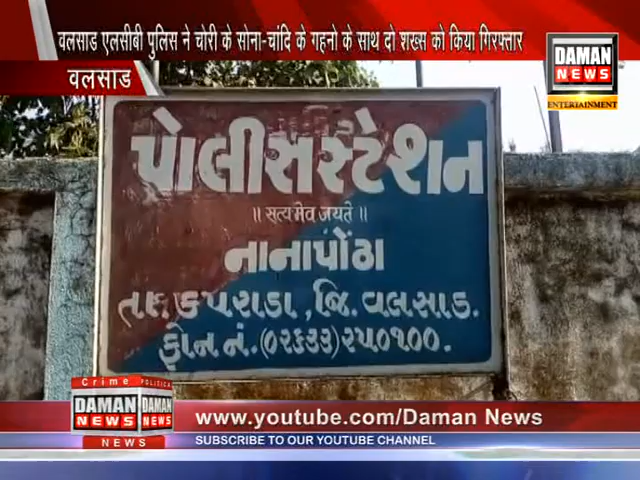 वलसाड एलसीबी पुलिस ने चोरी के सोना-चांदि के गहनो के साथ दो शख्स को किया गिरफ्तार
वलसाड
DAMAN
NEWS
ENTERTAINMENT
પોલીસસ્ટેશન
॥ सत्यमेव जयते ॥
નાનાપોંઢા
તા.કપરાડા, જિ. વલસાડ.
ફોન નં. (૦૨૬૩૩) ૨૫૦૧૦૦.
Crime POLITICAL
DAMAN DAMAN
NEWS NEWS
NEWS
www.youtube.com/Daman News
SUBSCRIBE TO OUR YOUTUBE CHANNEL